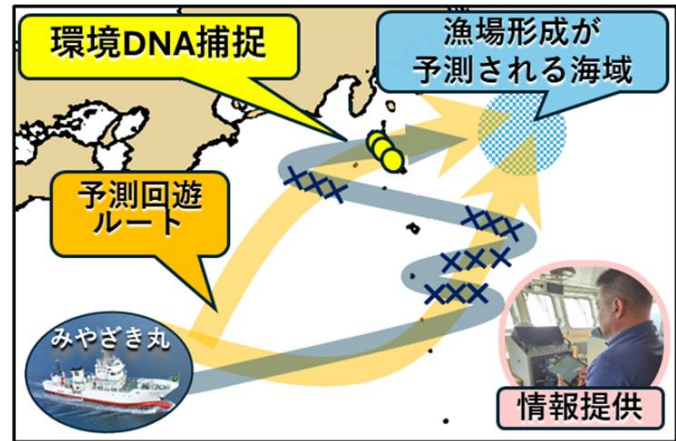 環境DNA捕捉
漁場形成が
予測される海域
予測回遊
ルート
みやざき丸
情報提供